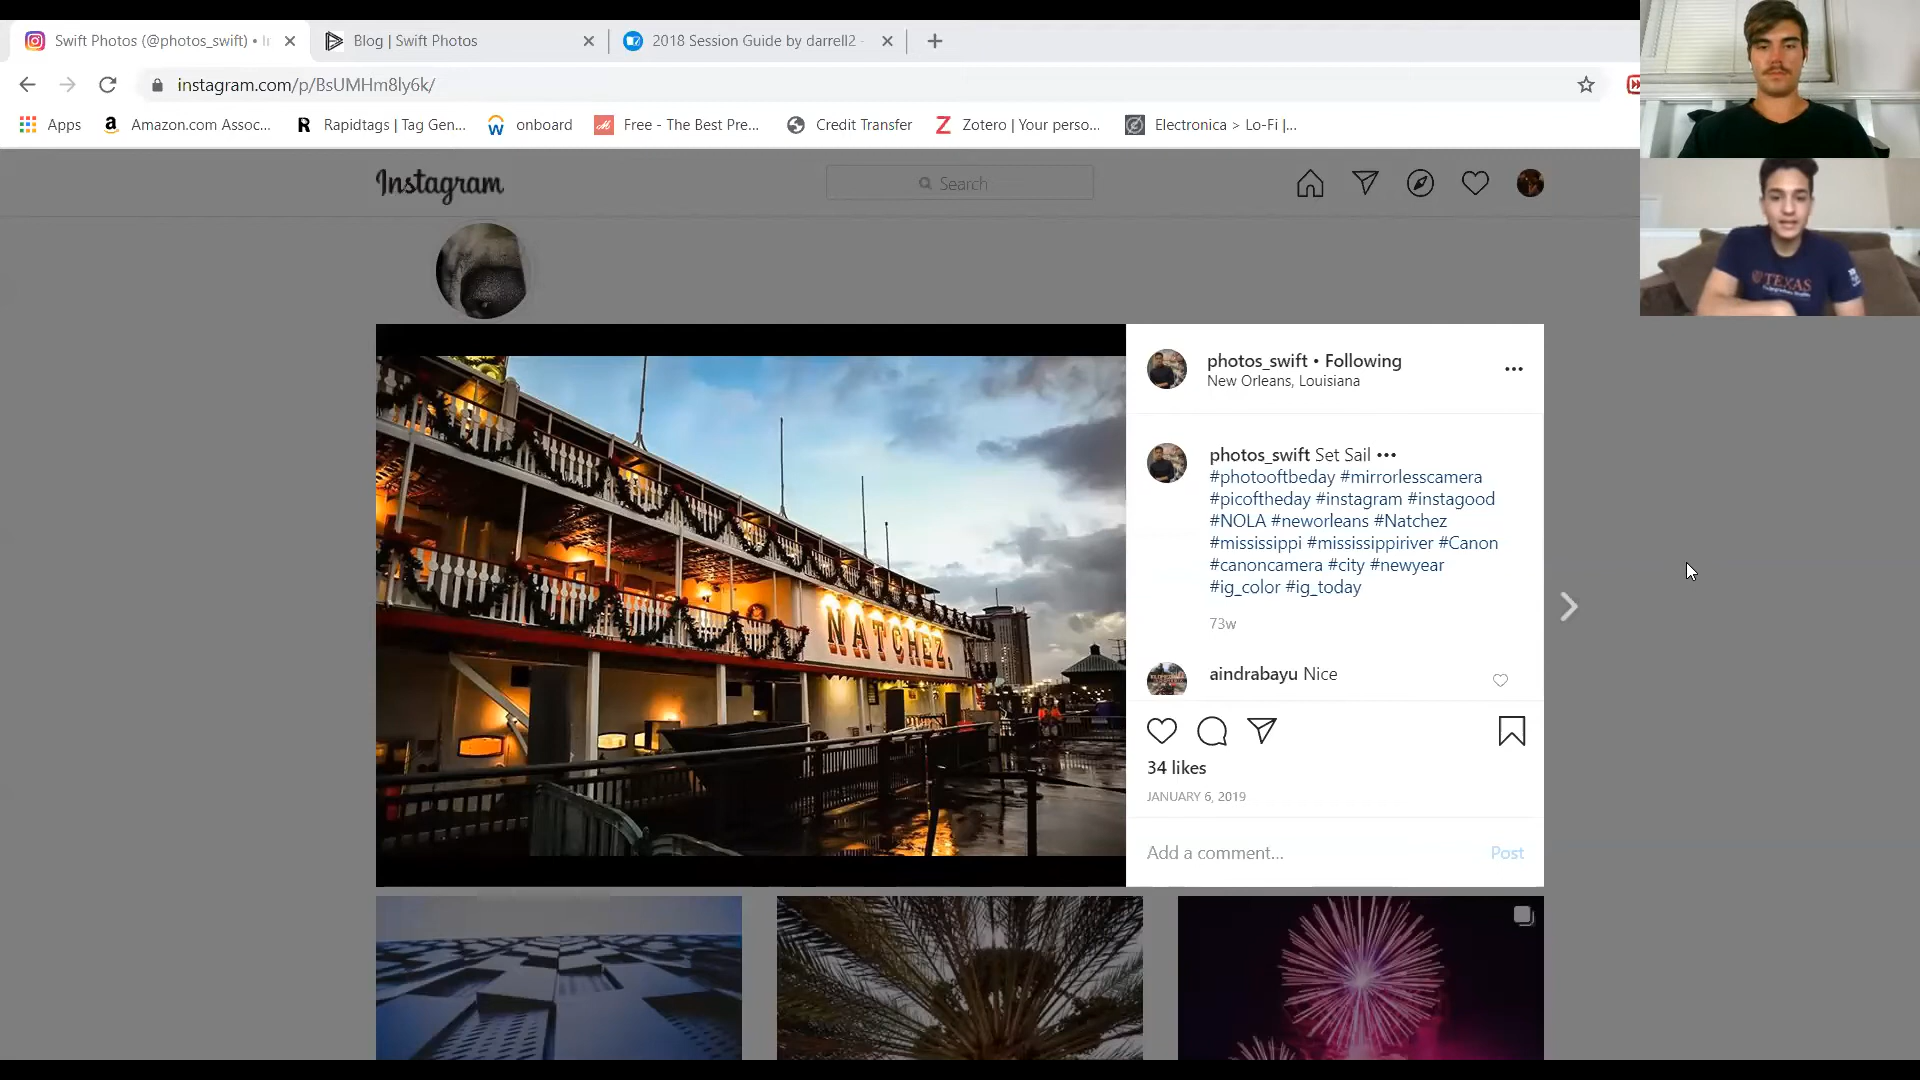 Swift Photos (@photos_swift) • In
Blog | Swift Photos
2018 Session Guide by darrell2 -
instagram.com/p/BsUMHm8ly6k/
Apps
Amazon.com Assoc...
Rapidtags | Tag Gen...
onboard
Free - The Best Pre...
Credit Transfer
Zotero | Your perso...
Electronica > Lo-Fi |...
Instagram
Search
TEXAS
NATCHEZ.
photos_swift • Following
New Orleans, Louisiana
photos_swift Set Sail •••
#photooftbeday #mirrorlesscamera
#picoftheday #instagram #instagood
#NOLA #neworleans #Natchez
#mississippi #mississippiriver #Canon
#canoncamera #city #newyear
#ig_color #ig_today
73w
aindrabayu Nice
34 likes
JANUARY 6, 2019
Add a comment...
Post